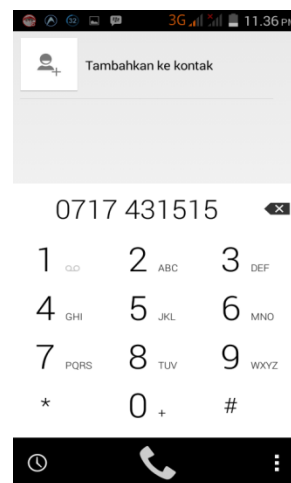 32 3G 11.36 PM
Tambahkan ke kontak
0717 431515
1 2 ABC 3 DEF
4 GHI 5 JKL 6 MNO
7 PQRS 8 TUV 9 WXYZ
* 0 + #